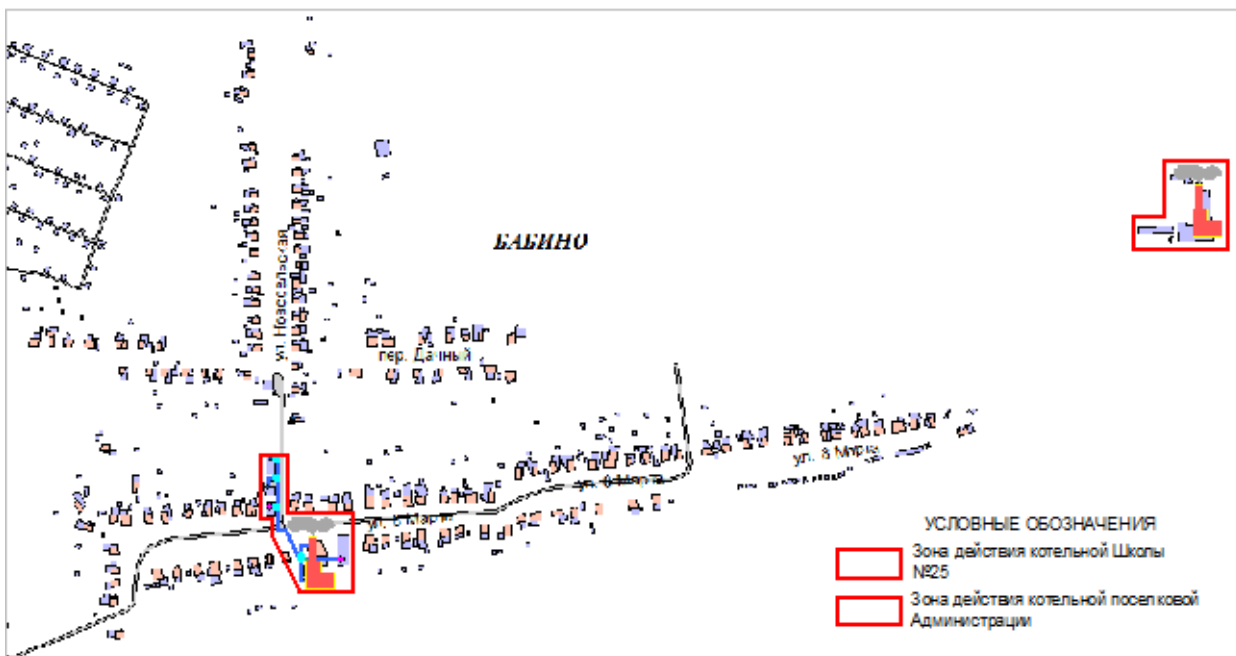 БАБИНО
ул. Новосельская
пер. Дачный
ул. 8 Марта
ул. 8 Марта
ул. 8 Марта
УСЛОВНЫЕ ОБОЗНАЧЕНИЯ
Зона действия котельной Школы
№25
Зона действия котельной поселковой
Администрации